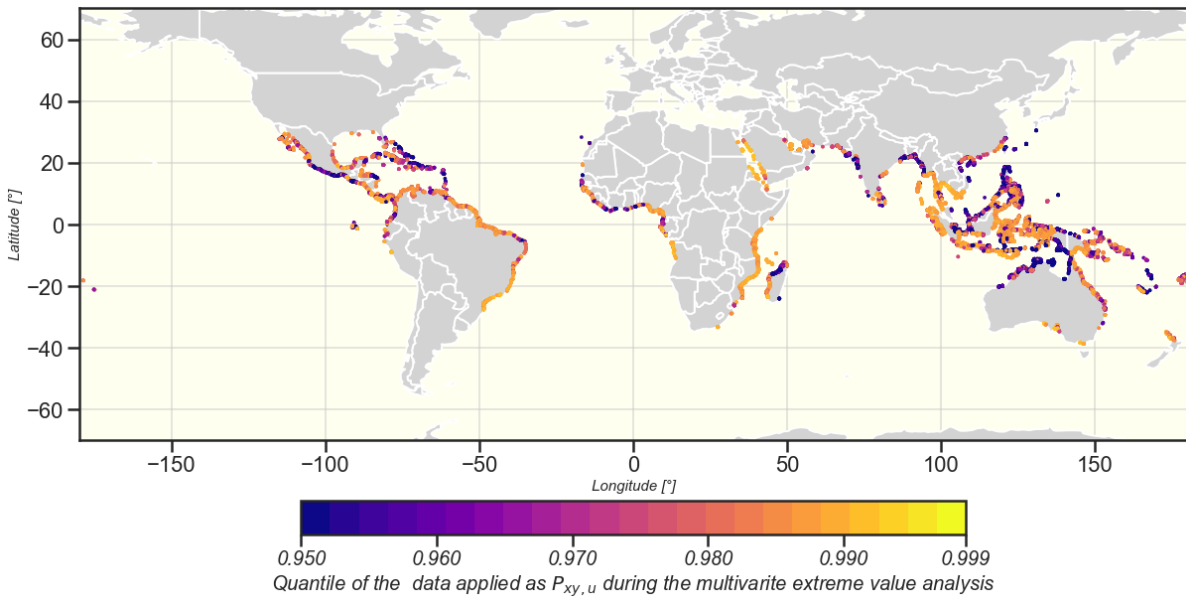 60
40
20
0
−20
−40
−60
Latitude [°]
−150 −100 −50 0 50 100 150
Longitude [°]
0.950 0.960 0.970 0.980 0.990 0.999
Quantile of the data applied as Pxy, u during the multivarite extreme value analysis